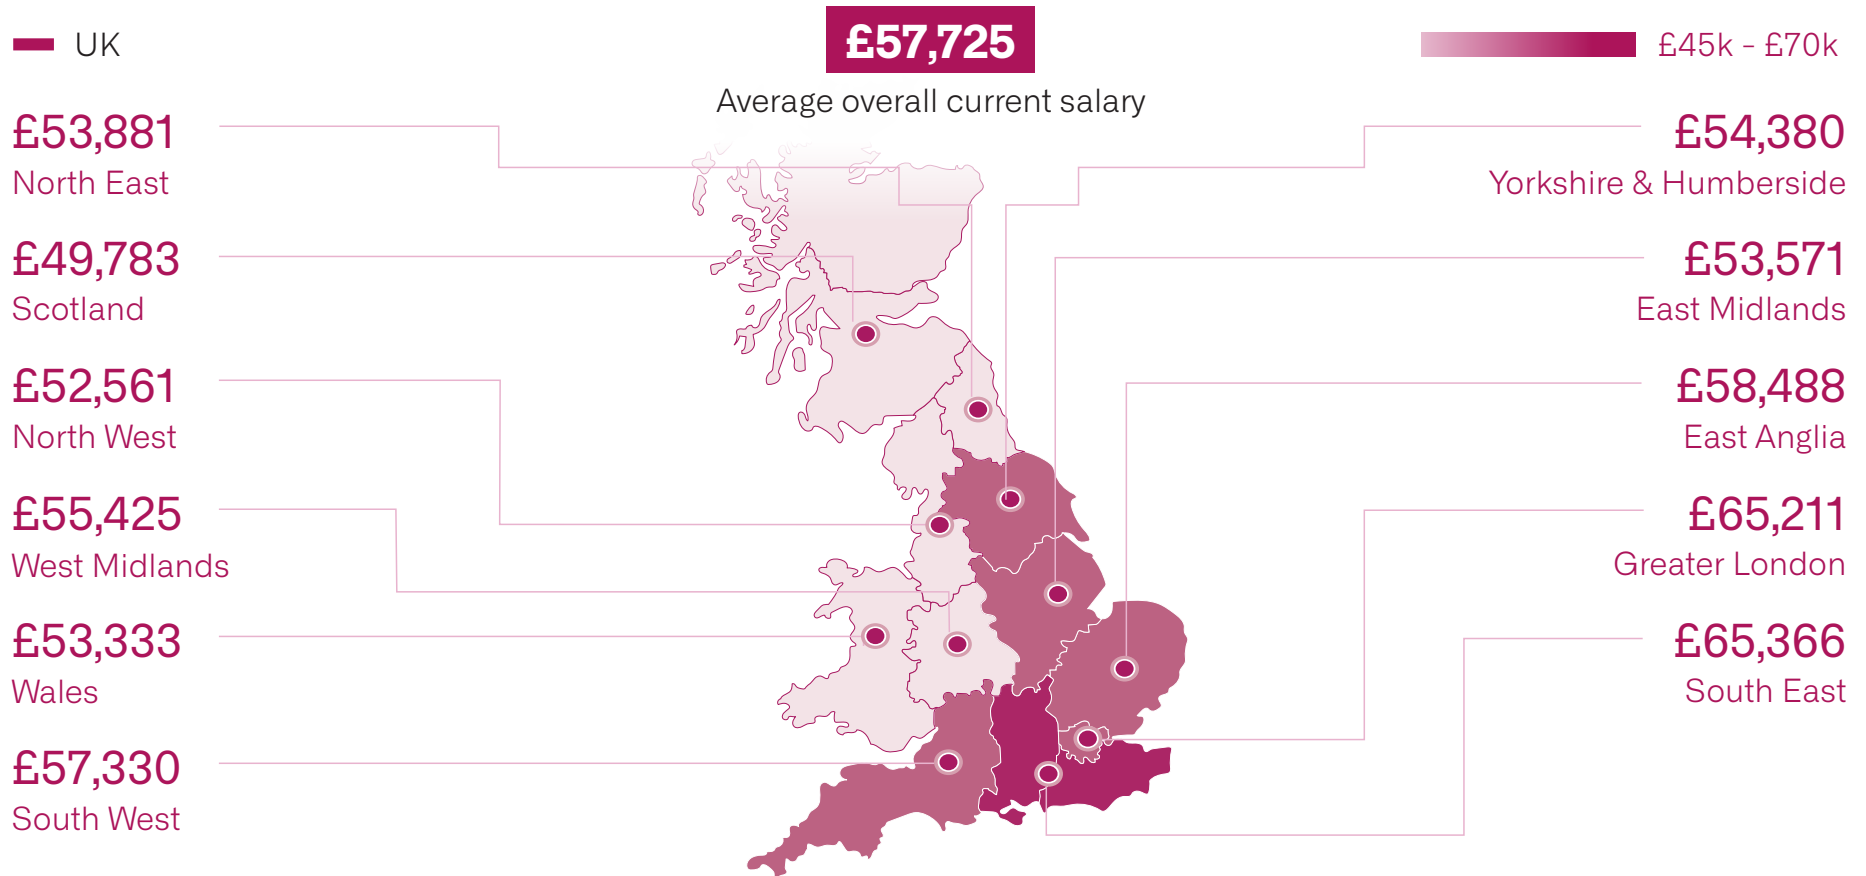 UK
£57,725
Average overall current salary
£45k - £70k
£53,881
North East
£49,783
Scotland
£52,561
North West
£55,425
West Midlands
£53,333
Wales
£57,330
South West
£54,380
Yorkshire & Humberside
£53,571
East Midlands
£58,488
East Anglia
£65,211
Greater London
£65,366
South East